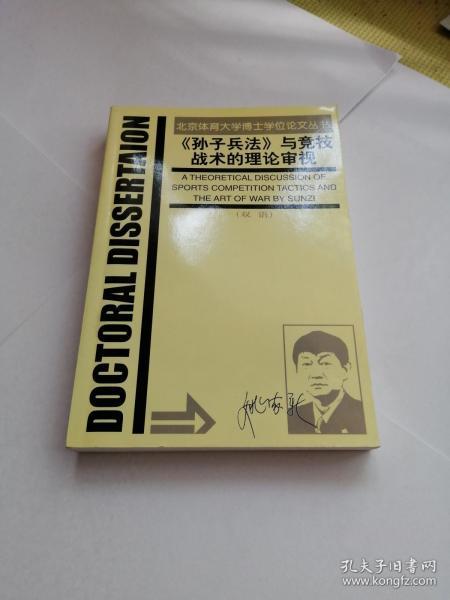 北京体育大学博士学位论文丛书
《孙子兵法》与竞技
战术的理论审视
A THEORETICAL DISCUSSION OF
SPORTS COMPETITION TACTICS AND
THE ART OF WAR BY SUNZI
(双 语)
DOCTORAL DISSERTAION
孔夫子旧书网
www.kongfz.com